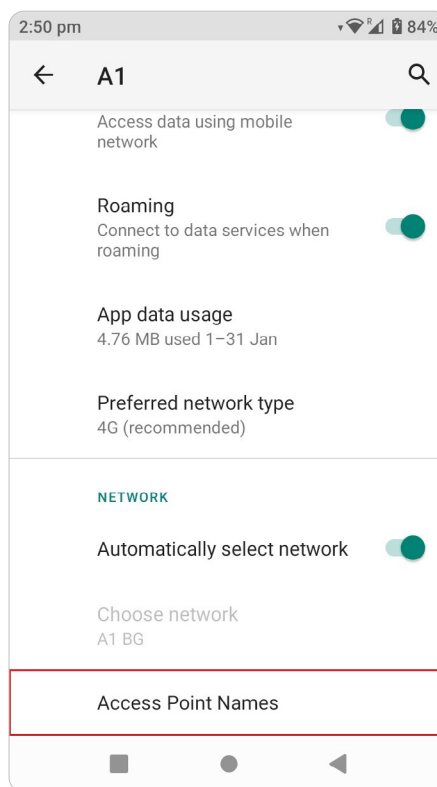 2:50 pm
R
84%
A1
Access data using mobile
network
Roaming
Connect to data services when
roaming
App data usage
4.76 MB used 1–31 Jan
Preferred network type
4G (recommended)
NETWORK
Automatically select network
Choose network
A1 BG
Access Point Names